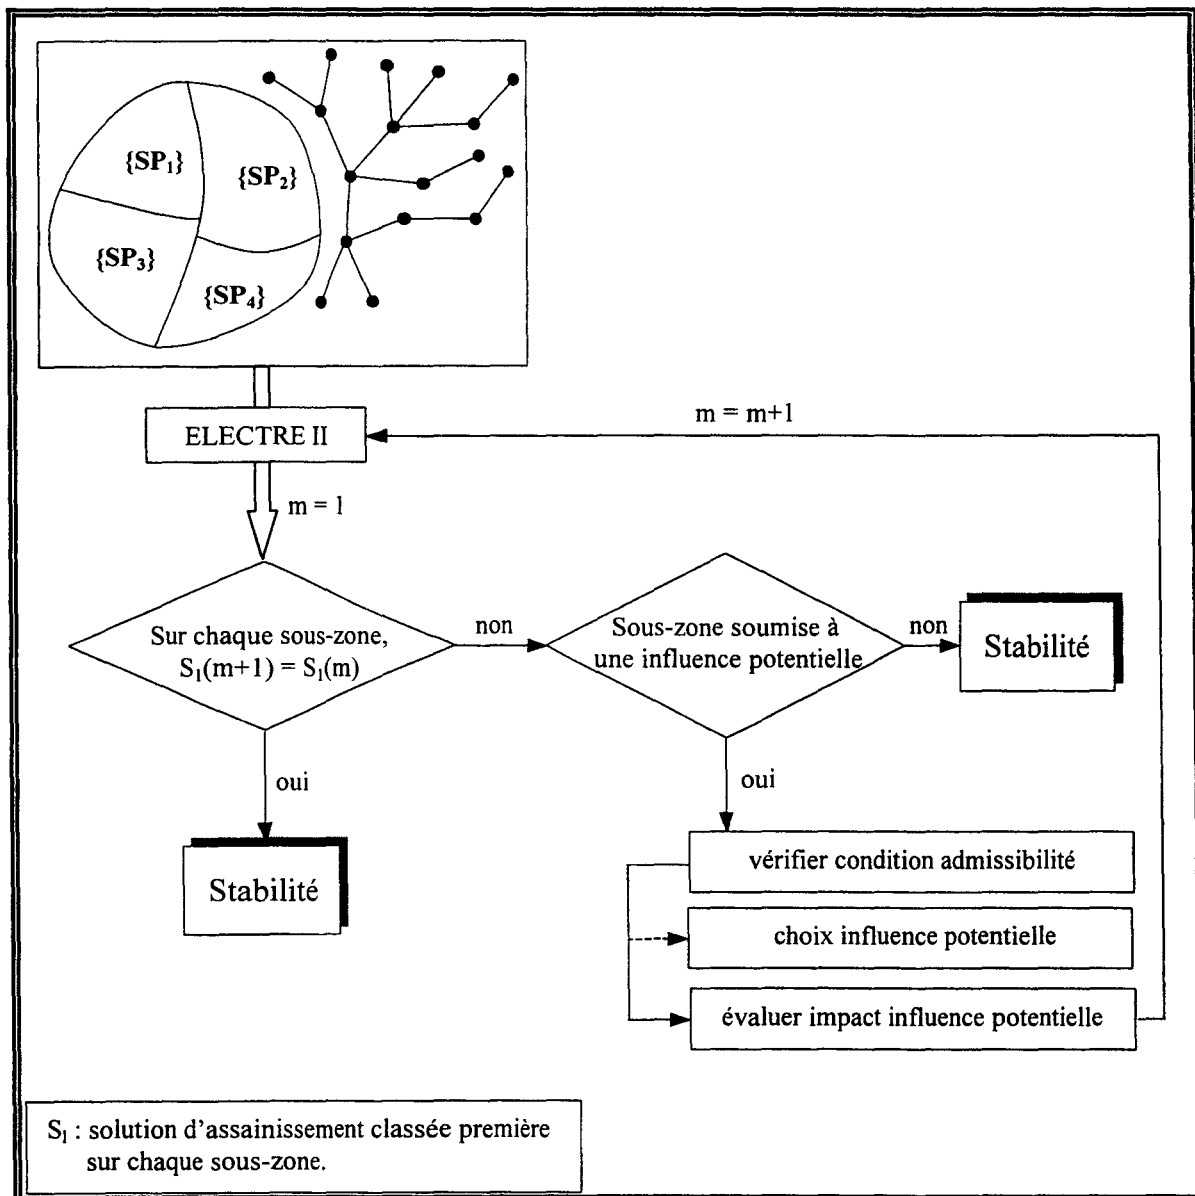 {SP₁}
{SP₂}
{SP₃}
{SP₄}
ELECTRE II
m = m+1
m = 1
Sur chaque sous-zone,
S₁(m+1) = S₁(m)
non
Sous-zone soumise à
une influence potentielle
non
Stabilité
oui
oui
Stabilité
vérifier condition admissibilité
choix influence potentielle
évaluer impact influence potentielle
S₁ : solution d'assainissement classée première
sur chaque sous-zone.